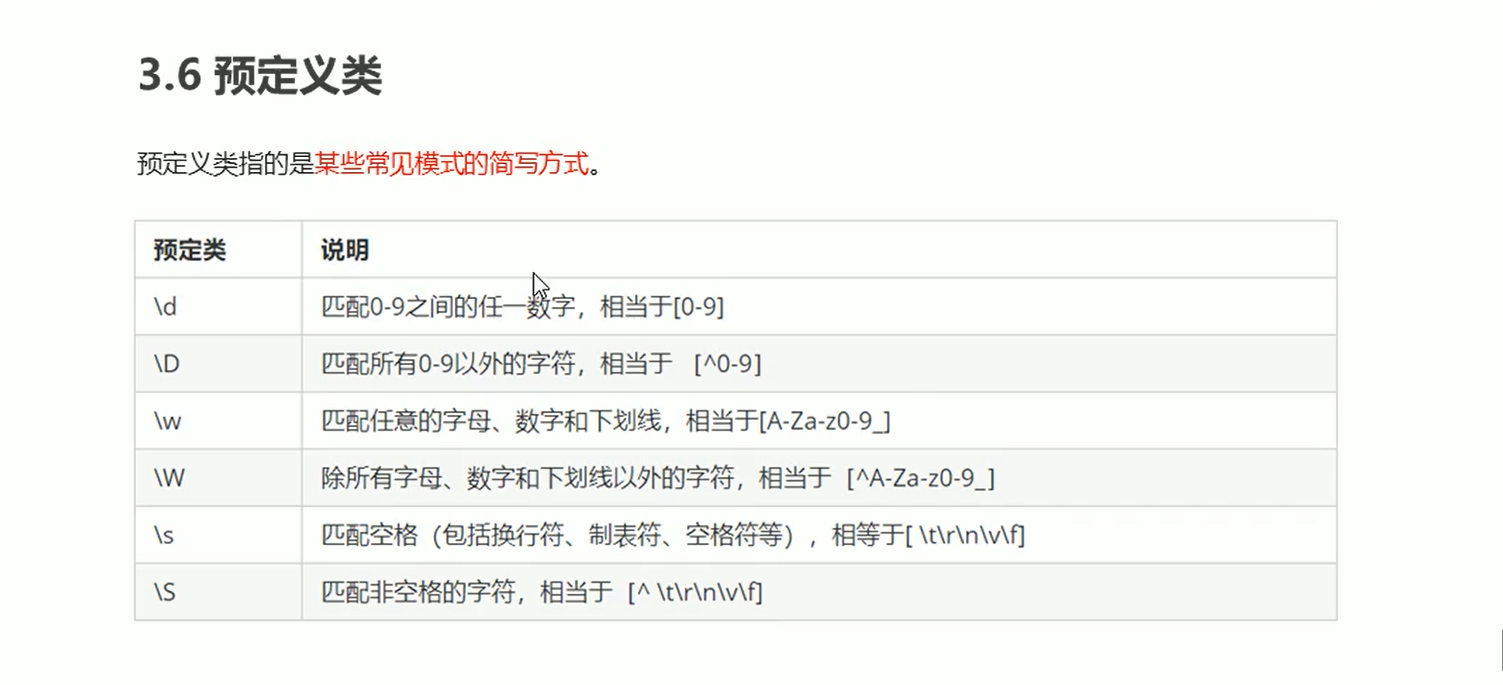 3.6 预定义类
预定义类指的是某些常见模式的简写方式。
预定类 说明
\d 匹配0-9之间的任一数字，相当于[0-9]
\D 匹配所有0-9以外的字符，相当于 [^0-9]
\w 匹配任意的字母、数字和下划线，相当于[A-Za-z0-9_]
\W 除所有字母、数字和下划线以外的字符，相当于 [^A-Za-z0-9_]
\s 匹配空格（包括换行符、制表符、空格符等），相等于[ \t\r\n\v\f]
\S 匹配非空格的字符，相当于 [^ \t\r\n\v\f]